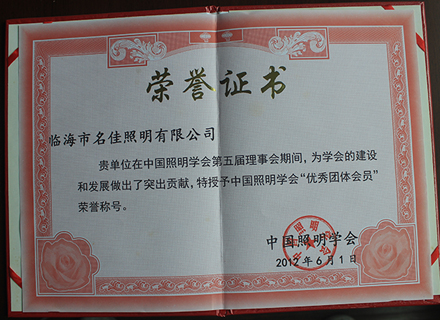 荣誉证书
临海市名佳照明有限公司
贵单位在中国照明学会第五届理事会期间，为学会的建设
和发展做出了突出贡献，特授予中国照明学会“优秀团体会员”
荣誉称号。
中国照明学会
2012年6月1日